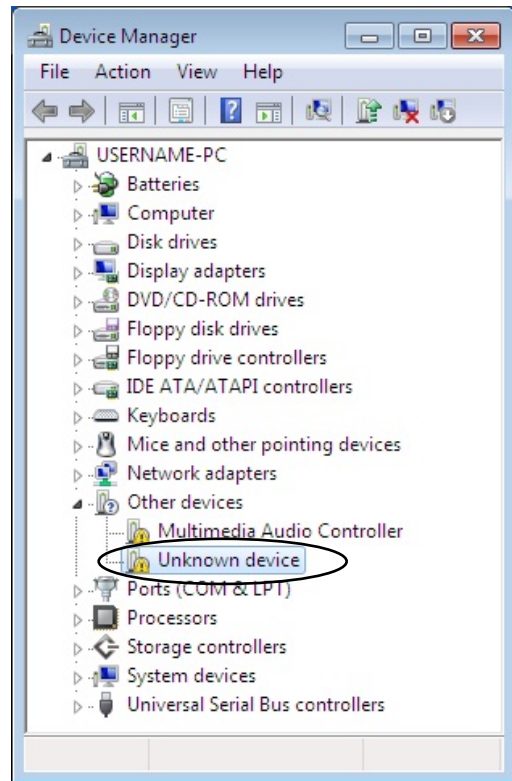 Device Manager
File Action View Help
USERNAME-PC
Batteries
Computer
Disk drives
Display adapters
DVD/CD-ROM drives
Floppy disk drives
Floppy drive controllers
IDE ATA/ATAPI controllers
Keyboards
Mice and other pointing devices
Network adapters
Other devices
Multimedia Audio Controller
Unknown device
Ports (COM & LPT)
Processors
Storage controllers
System devices
Universal Serial Bus controllers